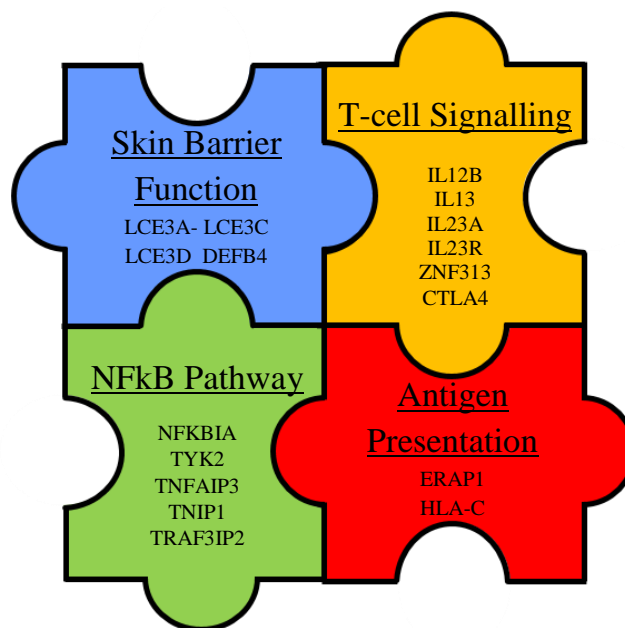 Skin Barrier
Function
LCE3A- LCE3C
LCE3D DEFB4
T-cell Signalling
IL12B
IL13
IL23A
IL23R
ZNF313
CTLA4
NFkB Pathway
NFKBIA
TYK2
TNFAIP3
TNIP1
TRAF3IP2
Antigen
Presentation
ERAP1
HLA-C